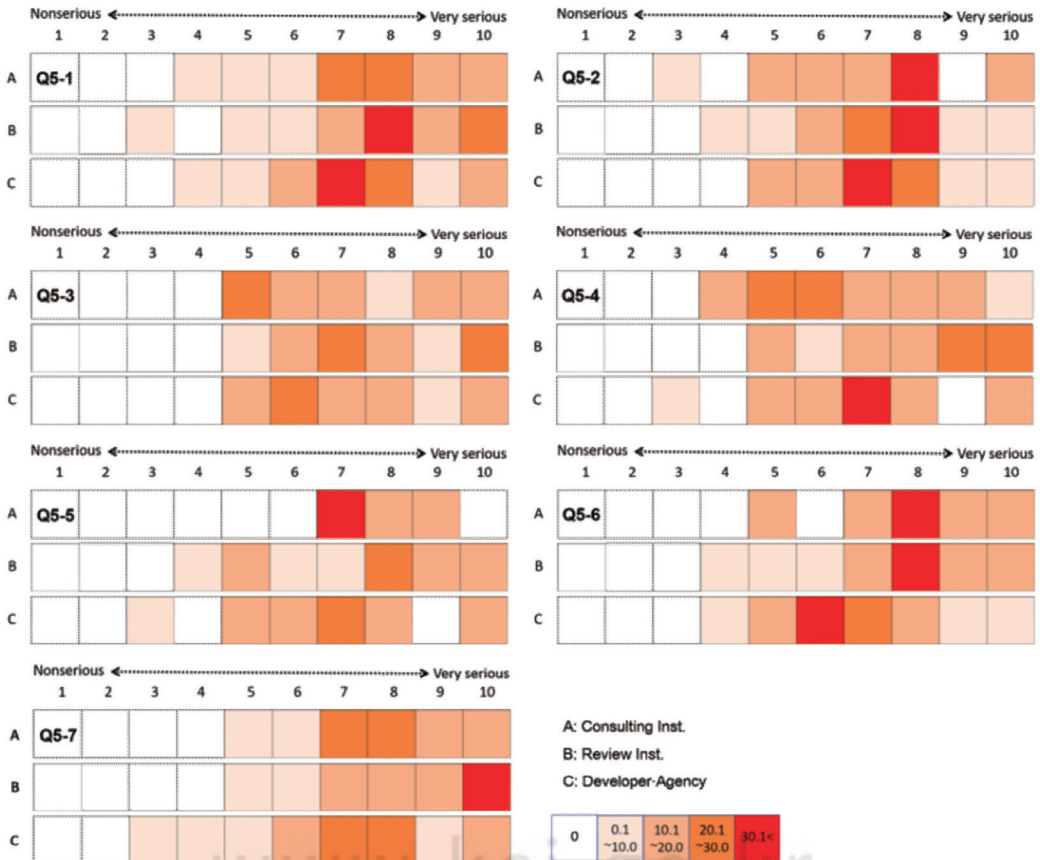 Nonserious Very serious
1 2 3 4 5 6 7 8 9 10
A Q5-1
B
C
Nonserious Very serious
1 2 3 4 5 6 7 8 9 10
A Q5-2
B
C
Nonserious Very serious
1 2 3 4 5 6 7 8 9 10
A Q5-3
B
C
Nonserious Very serious
1 2 3 4 5 6 7 8 9 10
A Q5-4
B
C
Nonserious Very serious
1 2 3 4 5 6 7 8 9 10
A Q5-5
B
C
Nonserious Very serious
1 2 3 4 5 6 7 8 9 10
A Q5-6
B
C
Nonserious Very serious
1 2 3 4 5 6 7 8 9 10
A Q5-7
B
C
A: Consulting Inst.
B: Review Inst.
C: Developer-Agency
0 0.1 10.1 20.1 30.1<
~10.0 ~20.0 ~30.0